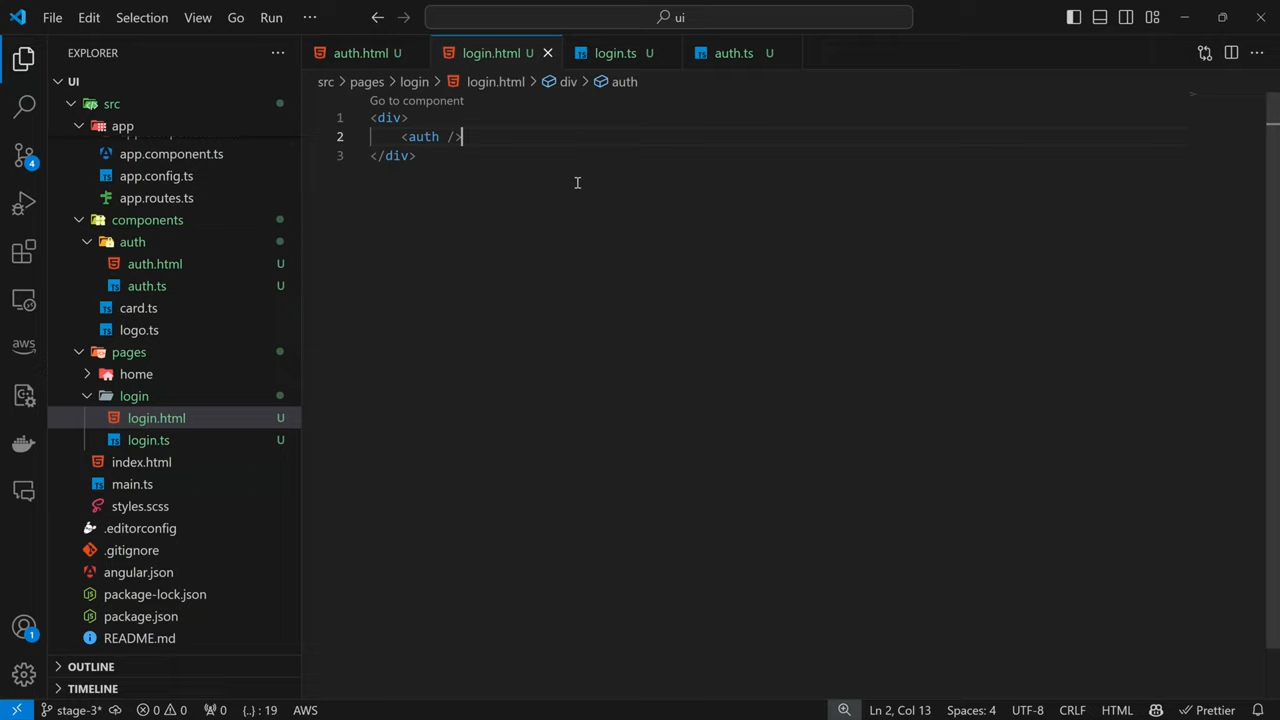 File Edit Selection View Go Run ··· ui
EXPLORER ···
auth.html U login.html U login.ts U auth.ts U ···
UI
src > pages > login > login.html > div > auth
Go to component
1 <div>
2 <auth />
3 </div>
src
app
app.component.ts
app.config.ts
app.routes.ts
components
auth
auth.html U
auth.ts U
card.ts
logo.ts
pages
home
login
login.html U
login.ts U
index.html
main.ts
styles.scss
.editorconfig
.gitignore
angular.json
package-lock.json
package.json
README.md
OUTLINE
TIMELINE
4
aws
1
stage-3* 0 0 0 {..} : 19 AWS Ln 2, Col 13 Spaces: 4 UTF-8 CRLF HTML Prettier